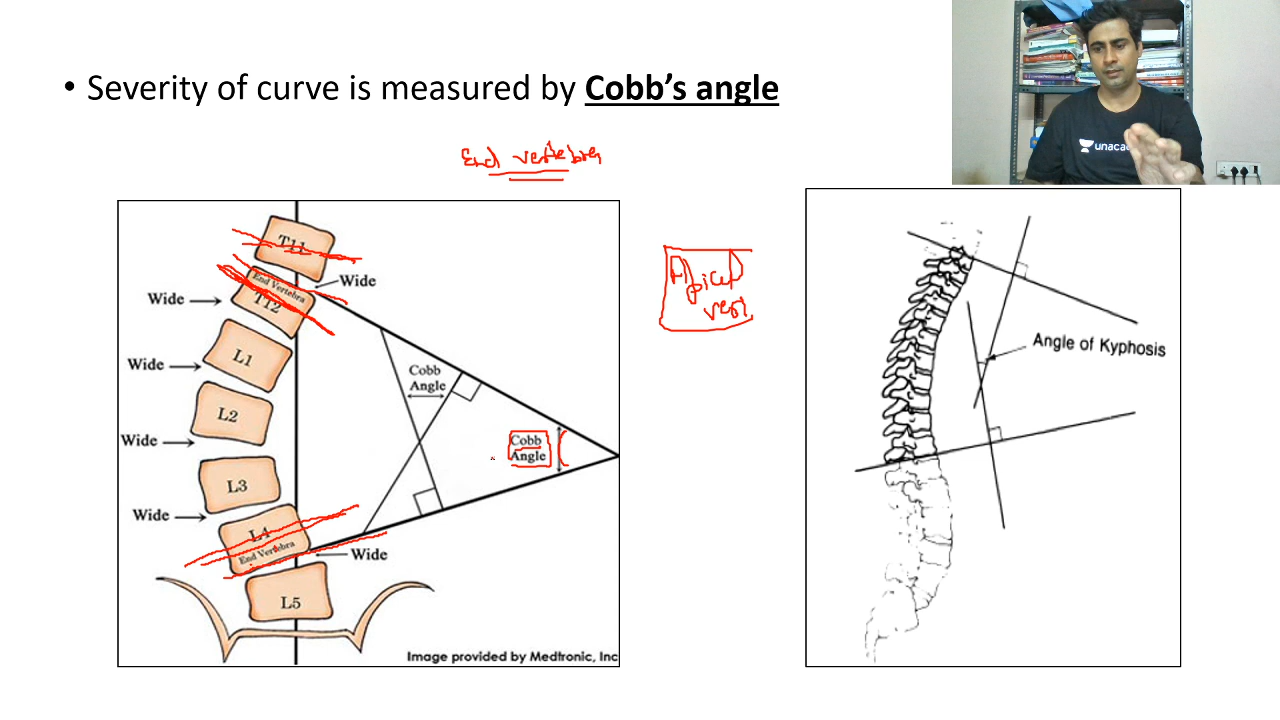 • Severity of curve is measured by Cobb's angle
End vertebra
T11
Wide
End Vertebra
T12
Wide
L1
Wide
L2
Wide
L3
Wide
L4
End Vertebra
Wide
L5
Cobb
Angle
Cobb
Angle
Image provided by Medtronic, Inc
Apical
Angle of Kyphosis
unaca